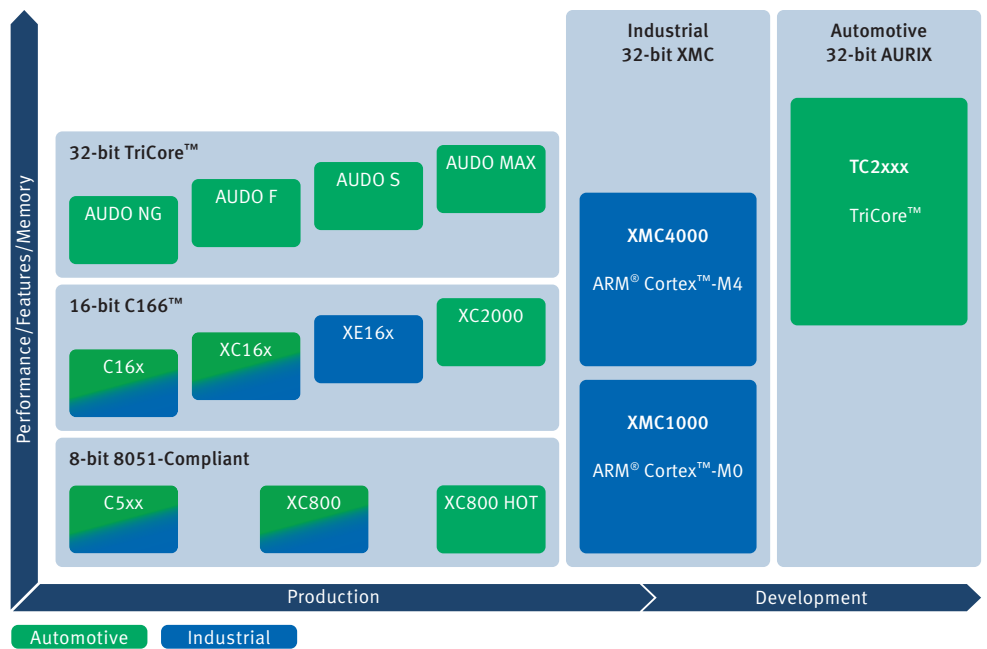 Performance/Features/Memory
32-bit TriCore™
AUDO NG
AUDO F
AUDO S
AUDO MAX
16-bit C166™
C16x
XC16x
XE16x
XC2000
8-bit 8051-Compliant
C5xx
XC800
XC800 HOT
Industrial
32-bit XMC
XMC4000
ARM® Cortex™-M4
XMC1000
ARM® Cortex™-M0
Automotive
32-bit AURIX
TC2xxx
TriCore™
Production
Development
Automotive
Industrial